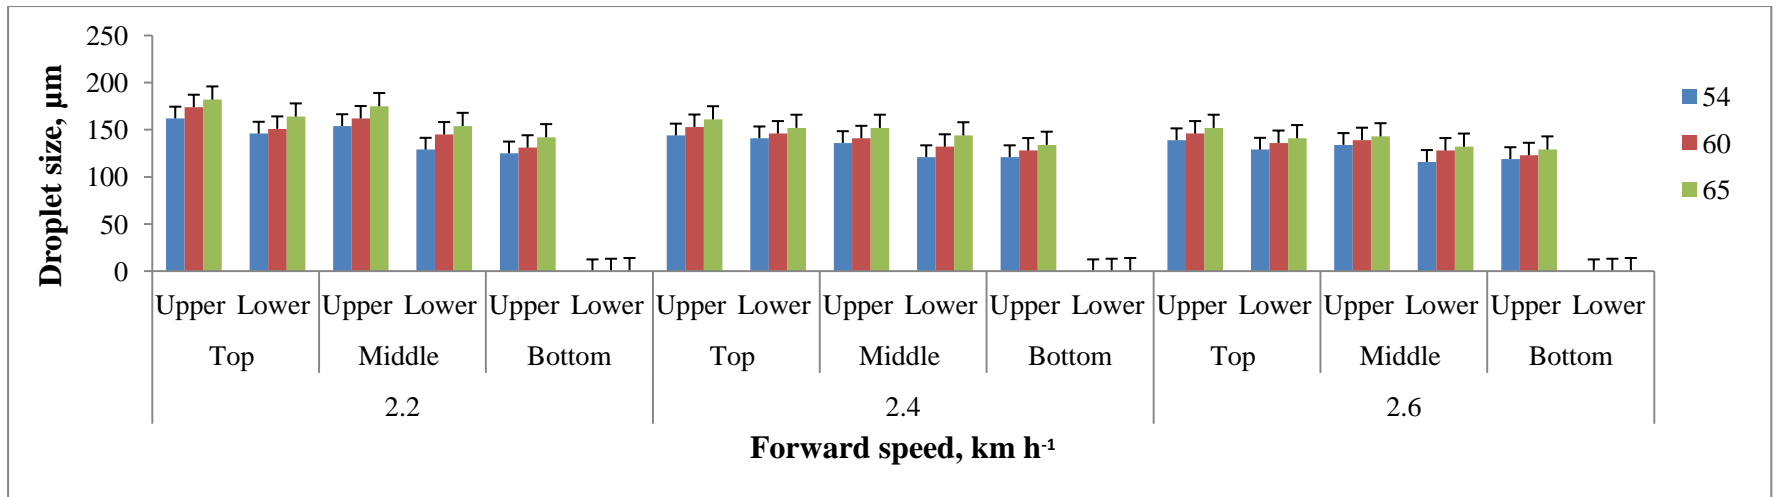 250
200
150
100
50
0
Droplet size, µm
54
60
65
Upper Lower Upper Lower Upper Lower Upper Lower Upper Lower Upper Lower Upper Lower Upper Lower Upper Lower
Top Middle Bottom Top Middle Bottom Top Middle Bottom
2.2 2.4 2.6
Forward speed, km h-1